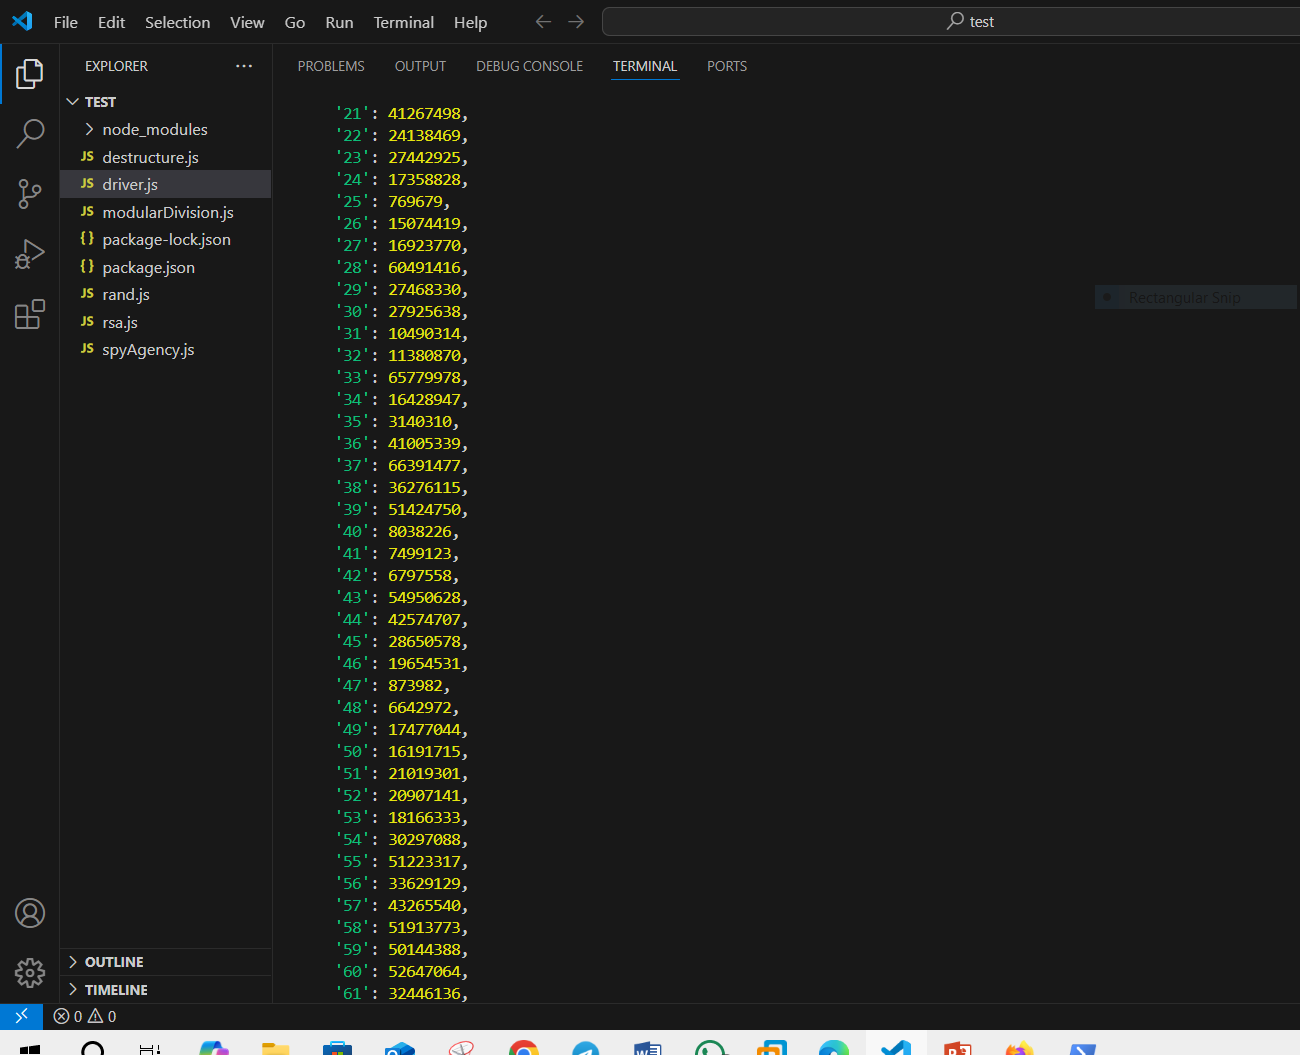 File Edit Selection View Go Run Terminal Help
test
EXPLORER
PROBLEMS OUTPUT DEBUG CONSOLE TERMINAL PORTS
TEST
node_modules
JS destructure.js
JS driver.js
JS modularDivision.js
{} package-lock.json
{} package.json
JS rand.js
JS rsa.js
JS spyAgency.js
OUTLINE
TIMELINE
'21': 41267498,
'22': 24138469,
'23': 27442925,
'24': 17358828,
'25': 769679,
'26': 15074419,
'27': 16923770,
'28': 60491416,
'29': 27468330,
'30': 27925638,
'31': 10490314,
'32': 11380870,
'33': 65779978,
'34': 16428947,
'35': 3140310,
'36': 41005339,
'37': 66391477,
'38': 36276115,
'39': 51424750,
'40': 8038226,
'41': 7499123,
'42': 6797558,
'43': 54950628,
'44': 42574707,
'45': 28650578,
'46': 19654531,
'47': 873982,
'48': 6642972,
'49': 17477044,
'50': 16191715,
'51': 21019301,
'52': 20907141,
'53': 18166333,
'54': 30297088,
'55': 51223317,
'56': 33629129,
'57': 43265540,
'58': 51913773,
'59': 50144388,
'60': 52647064,
'61': 32446136,
Rectangular Snip
0 0